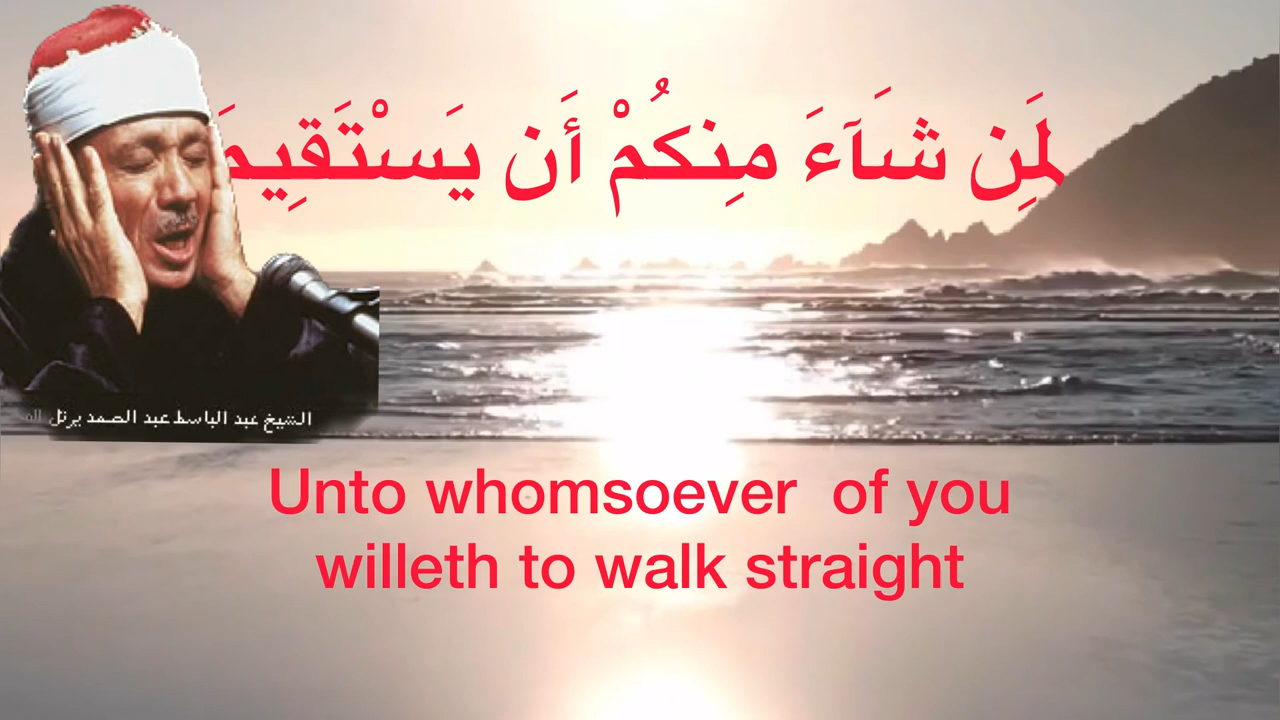 لِمَن شَآءَ مِنكُمْ أَن يَسْتَقِيمَ
الشيخ عبد الباسط عبد الصمد يرتل
Unto whomsoever  of you
willeth to walk straight